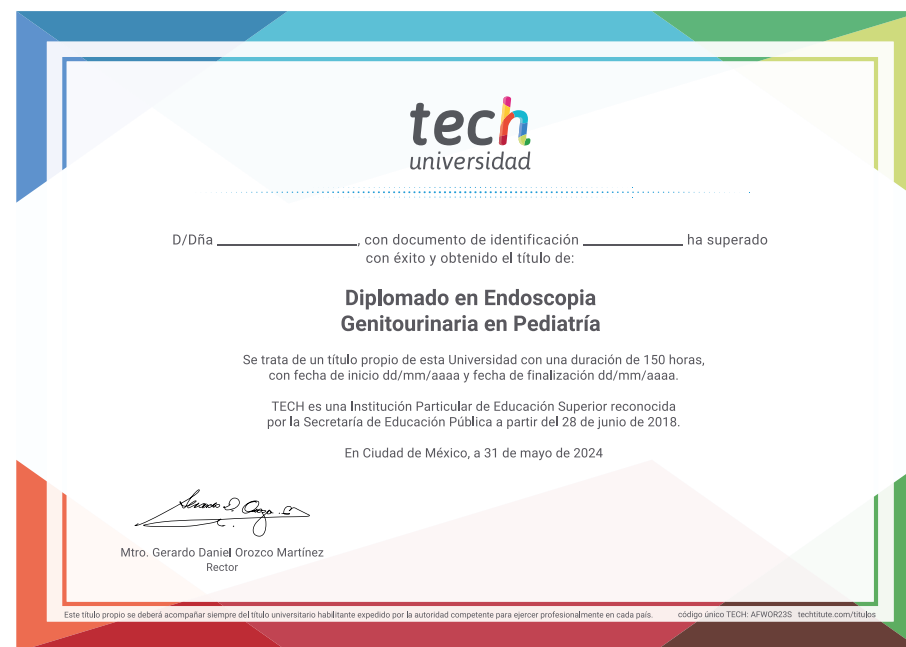 tech
universidad
D/Dña ____________________, con documento de identificación ______________ ha superado
con éxito y obtenido el título de:
Diplomado en Endoscopia
Genitourinaria en Pediatría
Se trata de un título propio de esta Universidad con una duración de 150 horas,
con fecha de inicio dd/mm/aaaa y fecha de finalización dd/mm/aaaa.
TECH es una Institución Particular de Educación Superior reconocida
por la Secretaría de Educación Pública a partir del 28 de junio de 2018.
En Ciudad de México, a 31 de mayo de 2024
Mtro. Gerardo Daniel Orozco Martínez
Rector
Este título propio se deberá acompañar siempre del título universitario habilitante expedido por la autoridad competente para ejercer profesionalmente en cada país. código único TECH: AFWOR23S techtitute.com/titulos